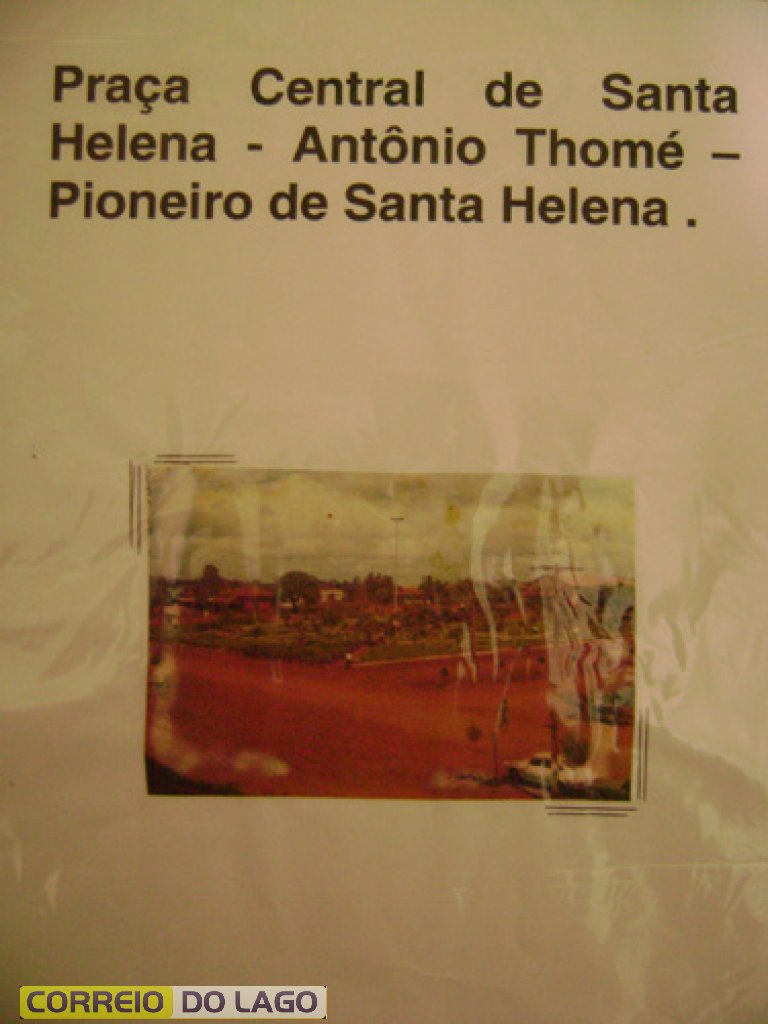 Praça Central de Santa
Helena - Antônio Thomé –
Pioneiro de Santa Helena .
CORREIO DO LAGO